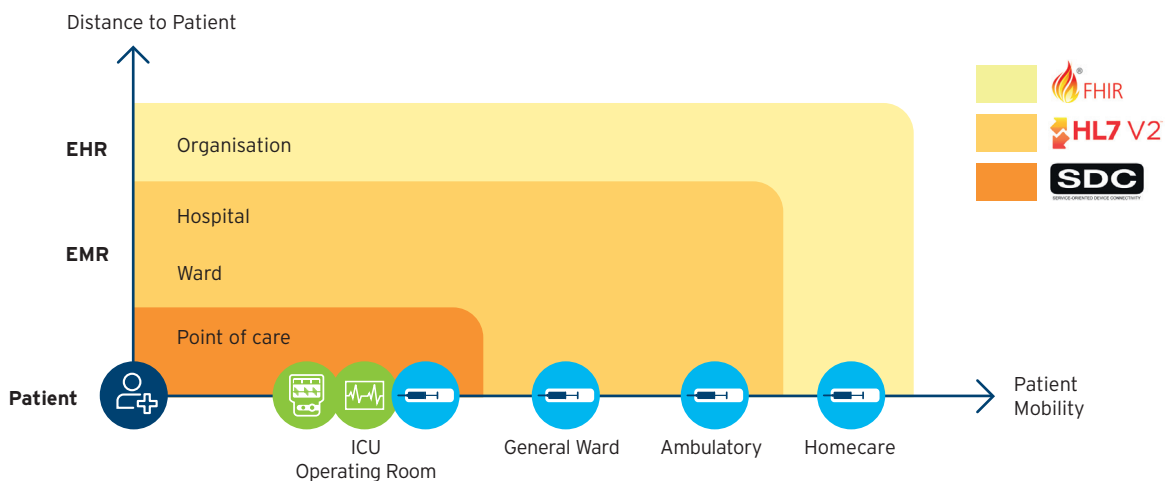 Distance to Patient
®
FHIR
EHR
Organisation
HL7 V2
SDC
SERVICE-ORIENTED DEVICE CONNECTIVITY
Hospital
EMR
Ward
Point of care
Patient
Patient
Mobility
ICU
Operating Room
General Ward
Ambulatory
Homecare